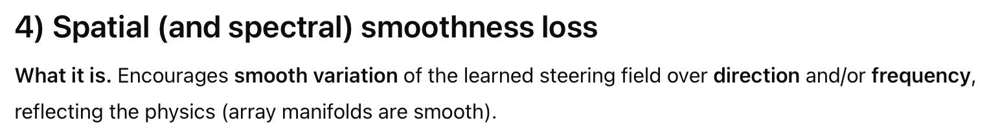 4) Spatial (and spectral) smoothness loss
What it is. Encourages smooth variation of the learned steering field over direction and/or frequency,
reflecting the physics (array manifolds are smooth).